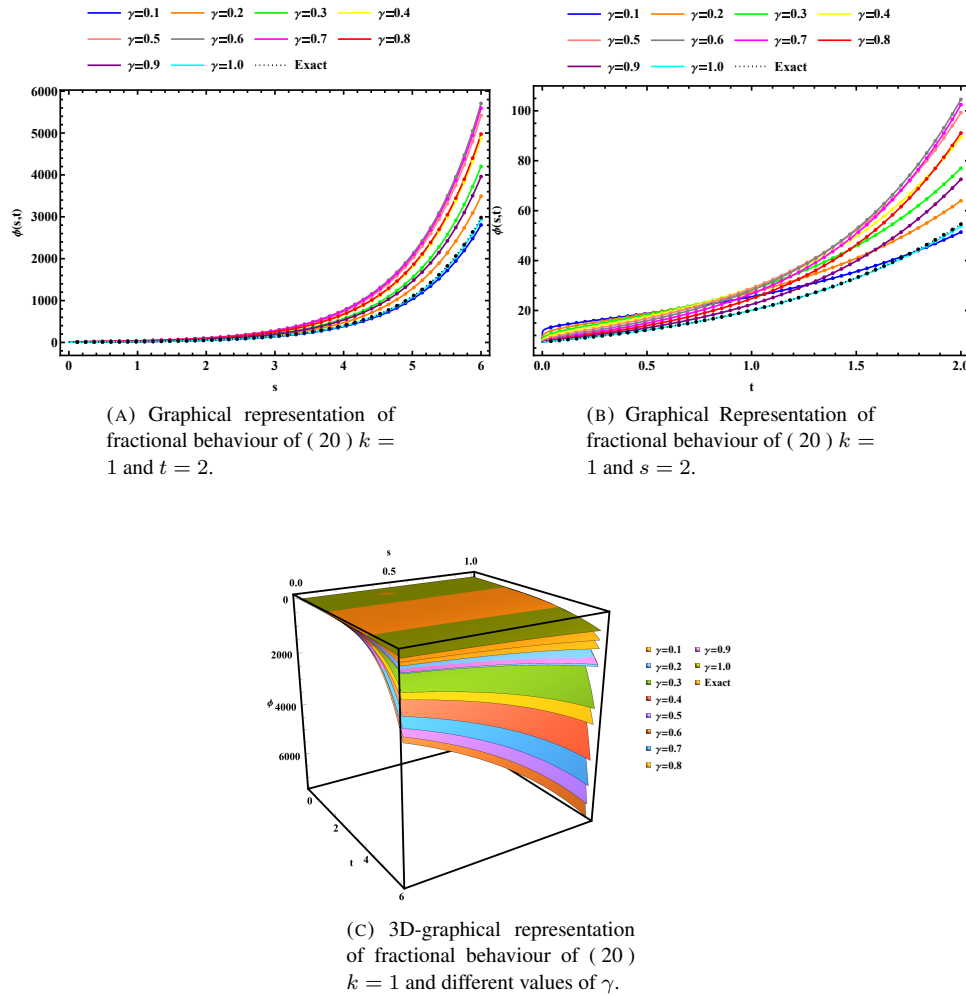 γ=0.1 γ=0.2 γ=0.3 γ=0.4
γ=0.5 γ=0.6 γ=0.7 γ=0.8
γ=0.9 γ=1.0 Exact
6000
5000
4000
3000
2000
1000
0
ϕ(s,t)
0 1 2 3 4 5 6
s
(A) Graphical representation of
fractional behaviour of ( 20 ) k =
1 and t = 2.
γ=0.1 γ=0.2 γ=0.3 γ=0.4
γ=0.5 γ=0.6 γ=0.7 γ=0.8
γ=0.9 γ=1.0 Exact
100
80
60
40
20
ϕ(s,t)
0.0 0.5 1.0 1.5 2.0
t
(B) Graphical Representation of
fractional behaviour of ( 20 ) k =
1 and s = 2.
s
0.0 0.5 1.0
0
2000
4000
6000
ϕ
0
2
4
6
t
γ=0.1 γ=0.9
γ=0.2 γ=1.0
γ=0.3 Exact
γ=0.4
γ=0.5
γ=0.6
γ=0.7
γ=0.8
(C) 3D-graphical representation
of fractional behaviour of ( 20 )
k = 1 and different values of γ.